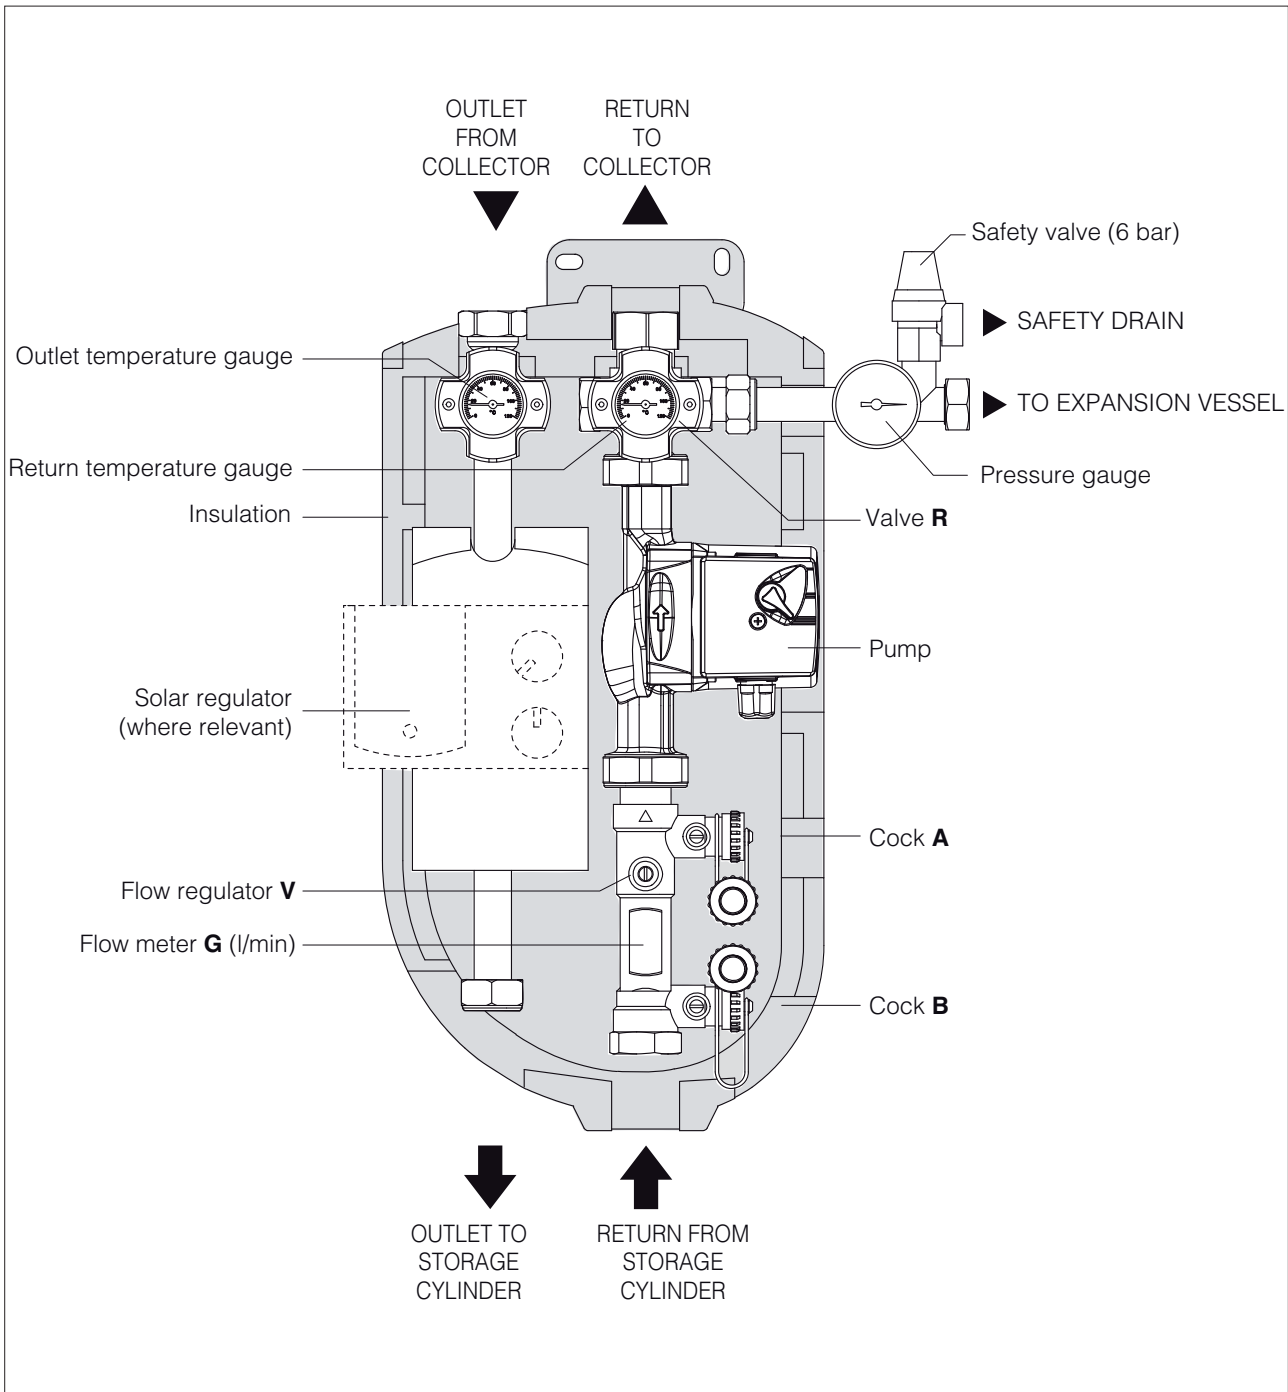 OUTLET
FROM
COLLECTOR
RETURN
TO
COLLECTOR
Safety valve (6 bar)
SAFETY DRAIN
Outlet temperature gauge
TO EXPANSION VESSEL
Return temperature gauge
Pressure gauge
Insulation
Valve R
Pump
Solar regulator
(where relevant)
Cock A
Flow regulator V
Flow meter G (l/min)
Cock B
OUTLET TO
STORAGE
CYLINDER
RETURN FROM
STORAGE
CYLINDER